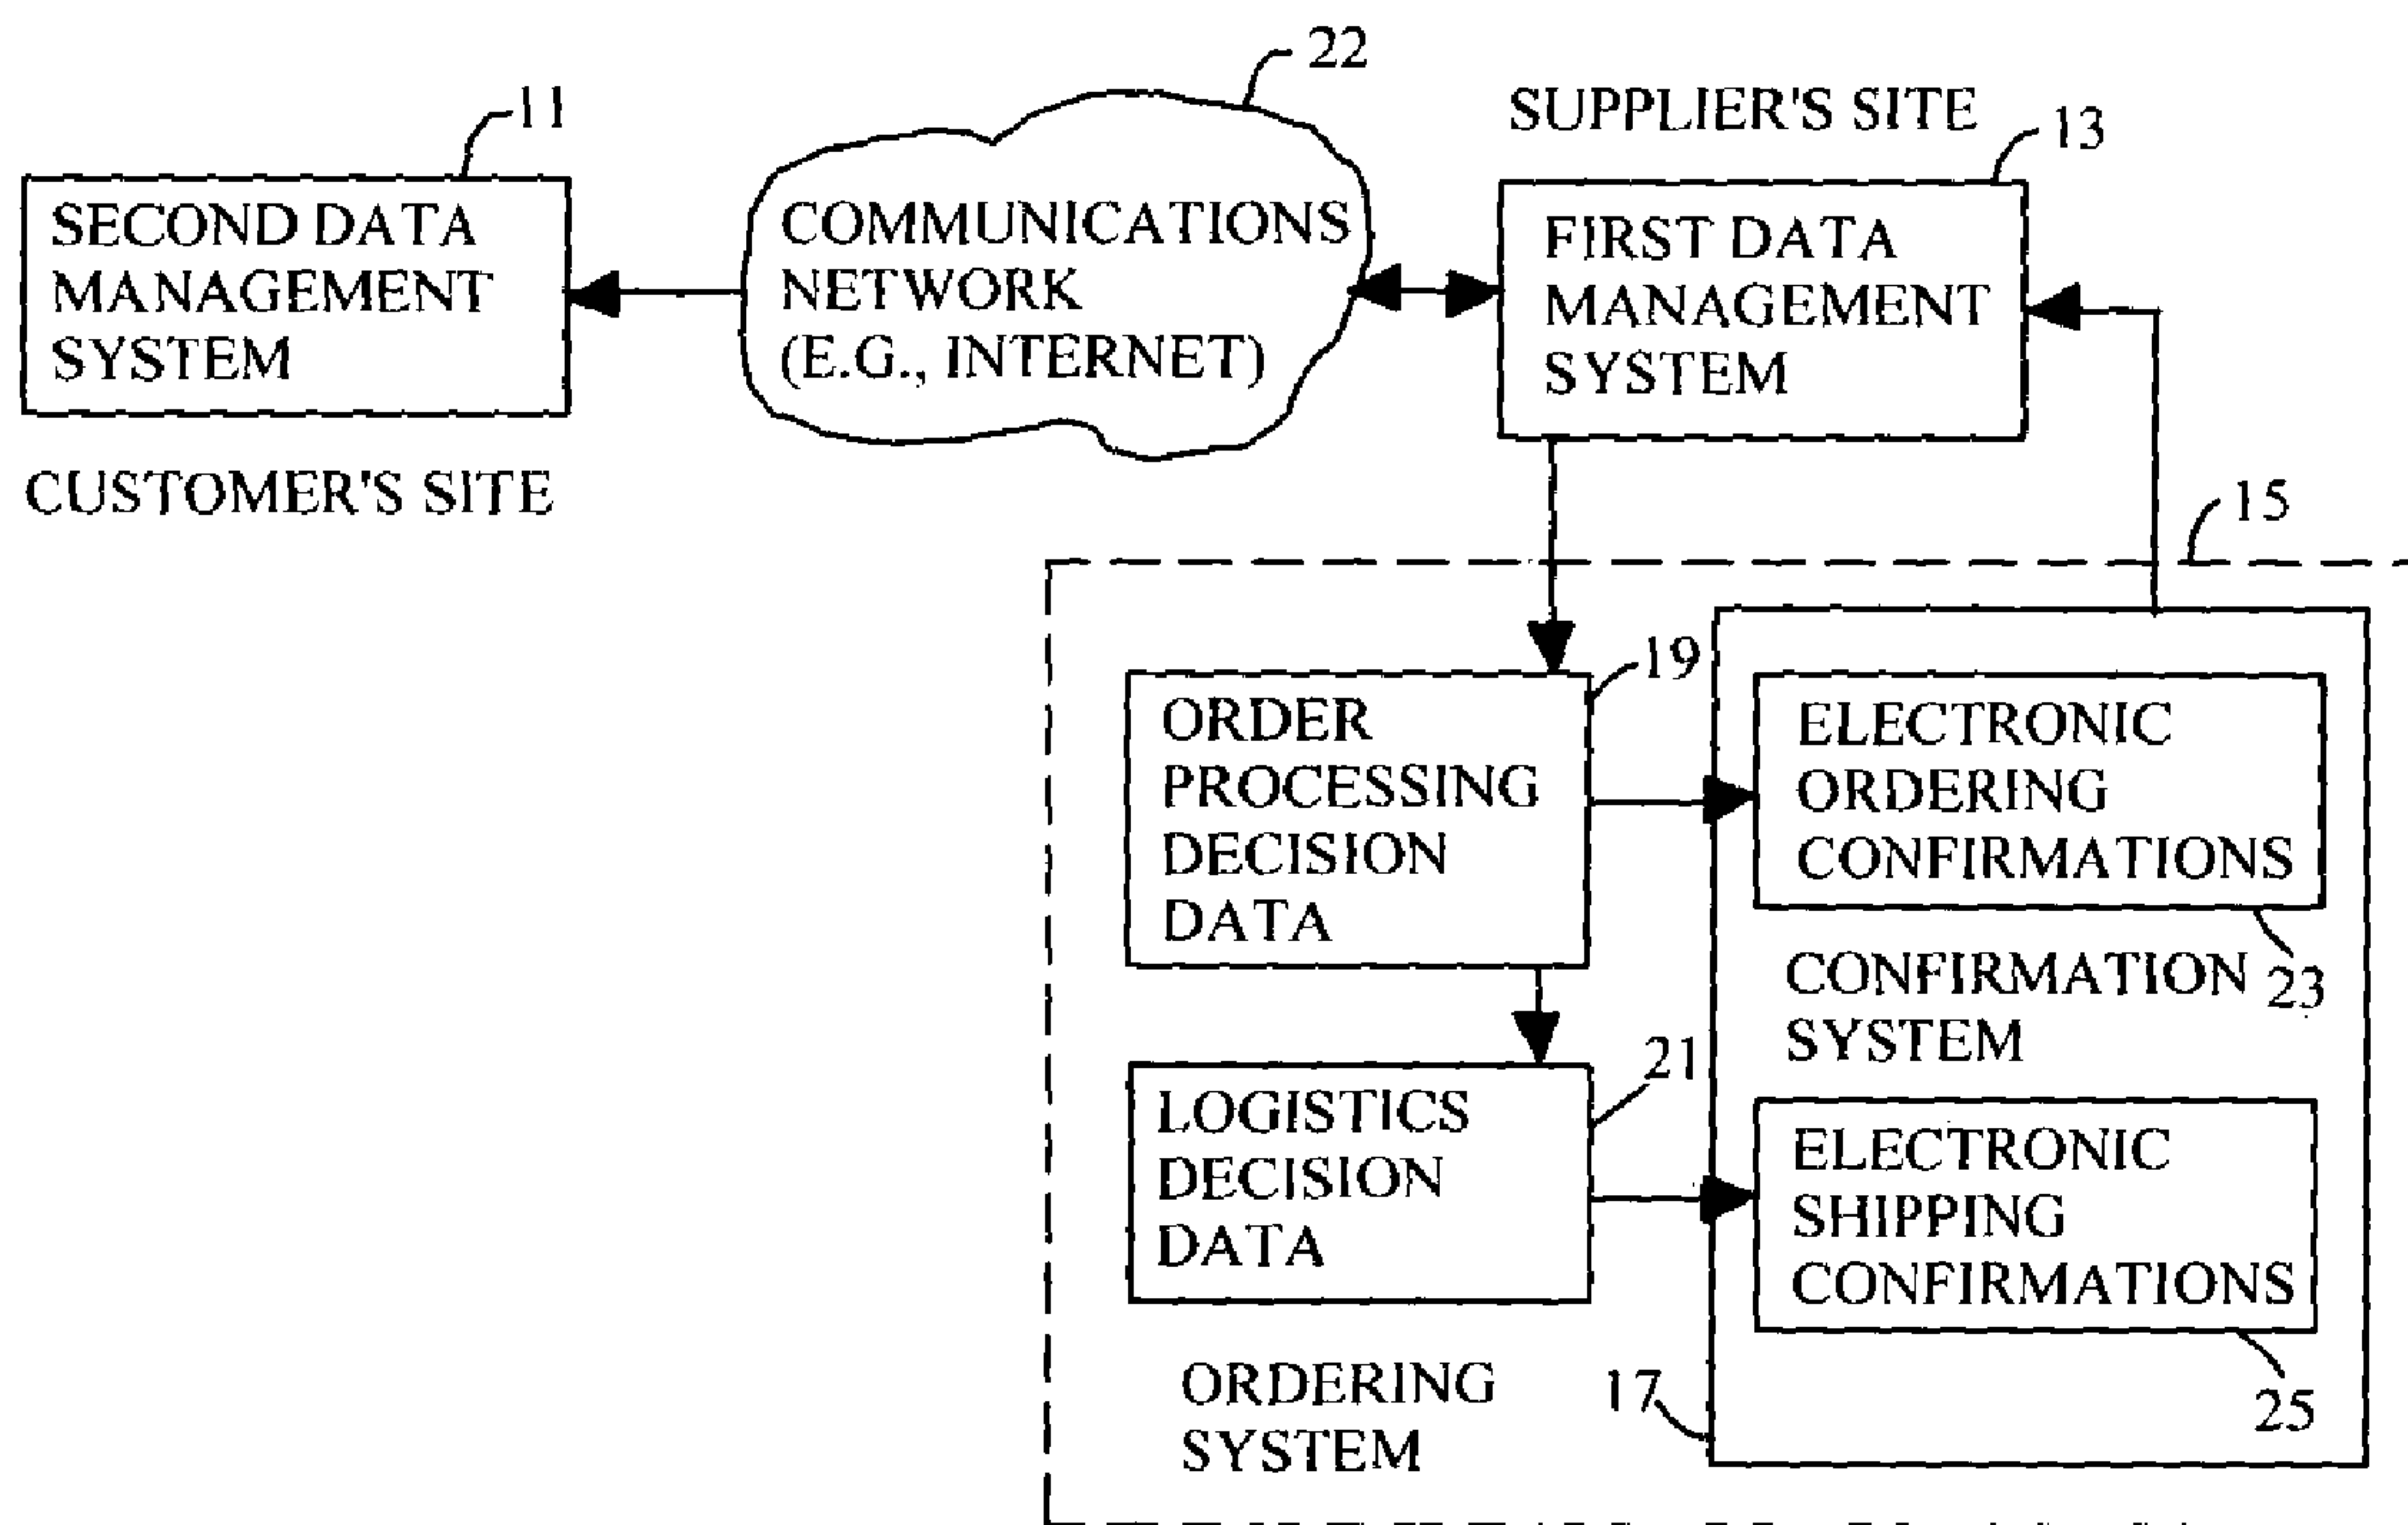 22
11
SUPPLIER'S SITE
13
SECOND DATA
MANAGEMENT
SYSTEM
COMMUNICATIONS
NETWORK
(E.G., INTERNET)
FIRST DATA
MANAGEMENT
SYSTEM
CUSTOMER'S SITE
15
19
ORDER
PROCESSING
DECISION
DATA
ELECTRONIC
ORDERING
CONFIRMATIONS
CONFIRMATION
SYSTEM
23
21
LOGISTICS
DECISION
DATA
ELECTRONIC
SHIPPING
CONFIRMATIONS
ORDERING
SYSTEM
17
25